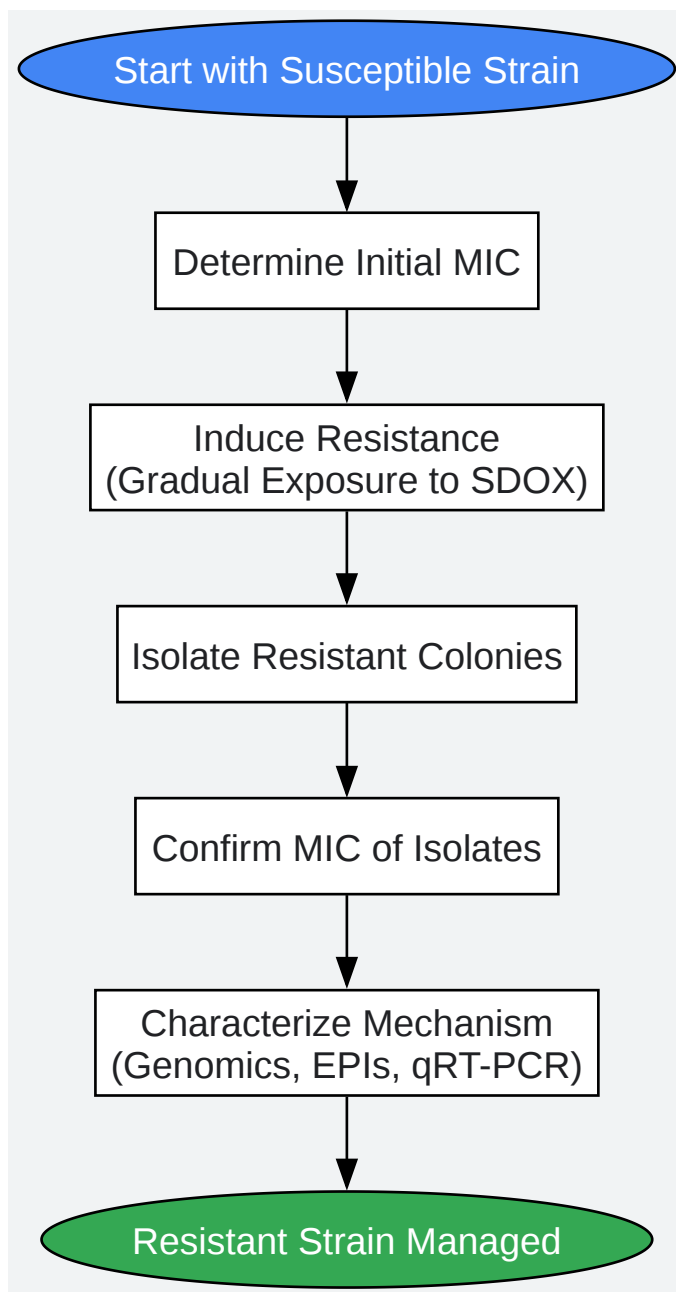 Start with Susceptible Strain
Determine Initial MIC
Induce Resistance
(Gradual Exposure to SDOX)
Isolate Resistant Colonies
Confirm MIC of Isolates
Characterize Mechanism
(Genomics, EPIs, qRT-PCR)
Resistant Strain Managed